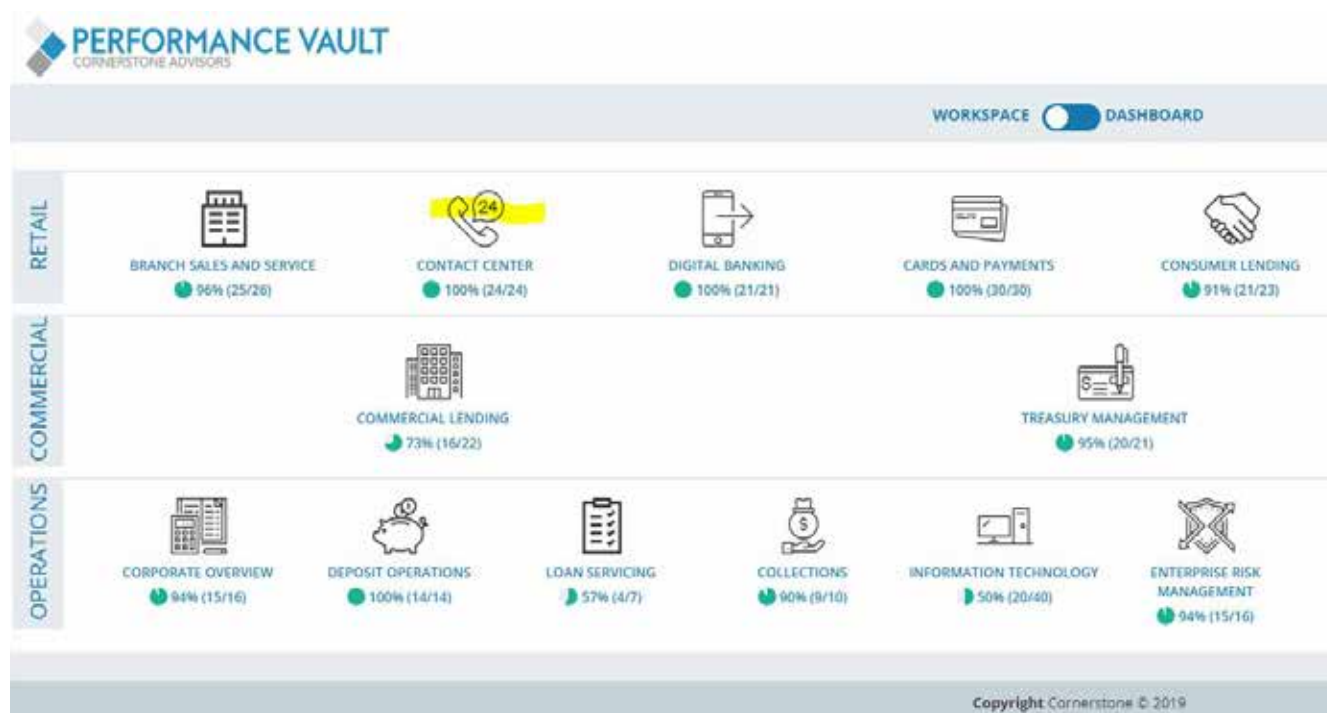 PERFORMANCE VAULT
CORNERSTONE ADVISORS
WORKSPACE DASHBOARD
RETAIL
24
BRANCH SALES AND SERVICE
96% (25/26)
CONTACT CENTER
100% (24/24)
DIGITAL BANKING
100% (21/21)
CARDS AND PAYMENTS
100% (30/30)
CONSUMER LENDING
91% (21/23)
COMMERCIAL
COMMERCIAL LENDING
73% (16/22)
$
TREASURY MANAGEMENT
95% (20/21)
OPERATIONS
CORPORATE OVERVIEW
94% (15/16)
DEPOSIT OPERATIONS
100% (14/14)
LOAN SERVICING
57% (4/7)
$
COLLECTIONS
90% (9/10)
INFORMATION TECHNOLOGY
50% (20/40)
ENTERPRISE RISK
MANAGEMENT
94% (15/16)
Copyright Cornerstone © 2019